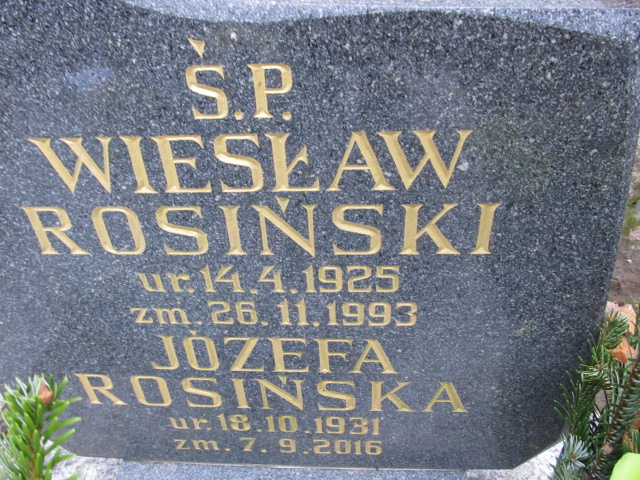 Ś.P.
WIESŁAW
ROSIŃSKI
ur. 14.4.1925
zm. 26.11.1993
JÓZEFA
ROSIŃSKA
ur. 18.10.1931
zm. 7.9.2016